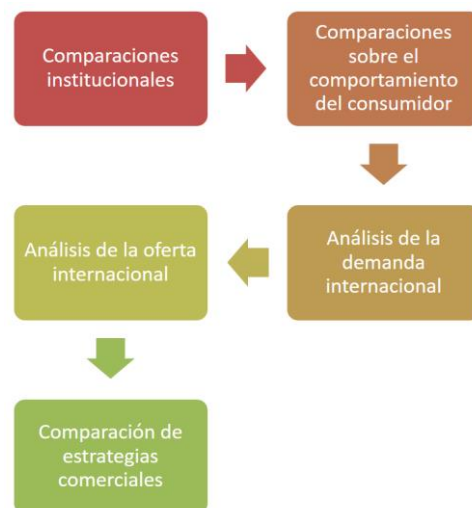 Comparaciones
institucionales
Comparaciones
sobre el
comportamiento
del consumidor
Análisis de la
demanda
internacional
Análisis de la oferta
internacional
Comparación de
estrategias
comerciales